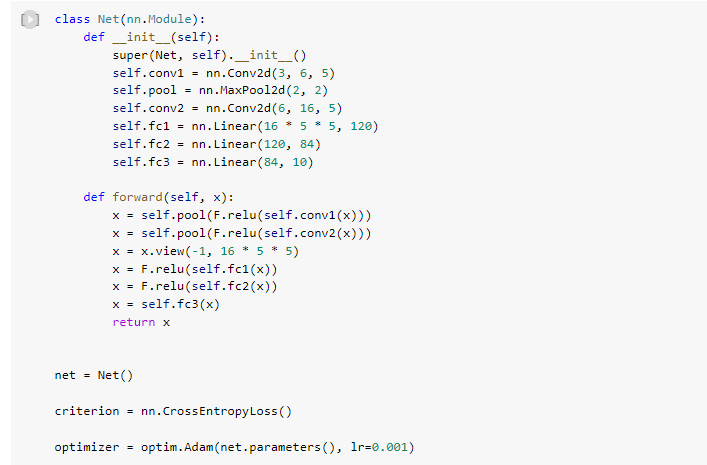 class Net(nn.Module):
    def __init__(self):
        super(Net, self).__init__()
        self.conv1 = nn.Conv2d(3, 6, 5)
        self.pool = nn.MaxPool2d(2, 2)
        self.conv2 = nn.Conv2d(6, 16, 5)
        self.fc1 = nn.Linear(16 * 5 * 5, 120)
        self.fc2 = nn.Linear(120, 84)
        self.fc3 = nn.Linear(84, 10)
    def forward(self, x):
        x = self.pool(F.relu(self.conv1(x)))
        x = self.pool(F.relu(self.conv2(x)))
        x = x.view(-1, 16 * 5 * 5)
        x = F.relu(self.fc1(x))
        x = F.relu(self.fc2(x))
        x = self.fc3(x)
        return x
net = Net()
criterion = nn.CrossEntropyLoss()
optimizer = optim.Adam(net.parameters(), lr=0.001)